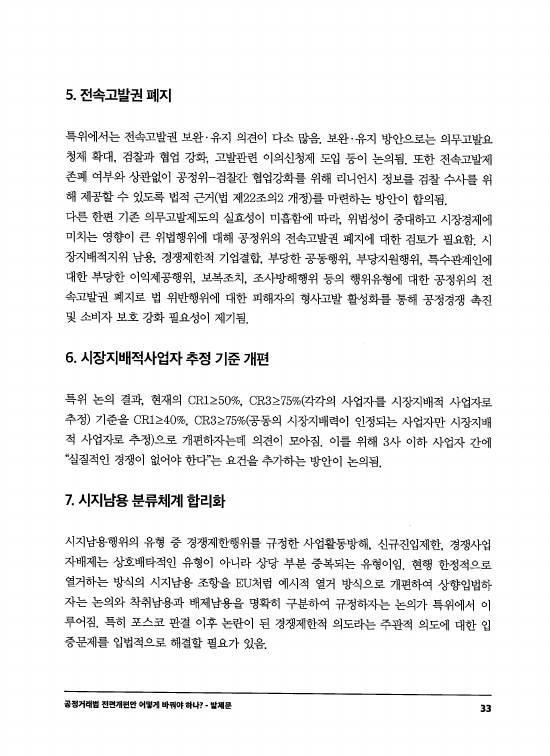 5. 전속고발권 폐지
특위에서는 전속고발권 보완·유지 의견이 다소 많음. 보완·유지 방안으로는 의무고발요
청제 확대, 검찰과 협업 강화, 고발관련 이의신청제 도입 등이 논의됨. 또한 전속고발제
존폐 여부와 상관없이 공정위-검찰간 협업강화를 위해 리니언시 정보를 검찰 수사를 위
해 제공할 수 있도록 법적 근거(법 제22조의2 개정)를 마련하는 방안이 합의됨.
다른 한편 기존 의무고발제도의 실효성이 미흡함에 따라, 위법성이 중대하고 시장경제에
미치는 영향이 큰 위법행위에 대해 공정위의 전속고발권 폐지에 대한 검토가 필요함. 시
장지배적지위 남용, 경쟁제한적 기업결합, 부당한 공동행위, 부당지원행위, 특수관계인에
대한 부당한 이익제공행위, 보복조치, 조사방해행위 등의 행위유형에 대한 공정위의 전
속고발권 폐지로 법 위반행위에 대한 피해자의 형사고발 활성화를 통해 공정경쟁 촉진
및 소비자 보호 강화 필요성이 제기됨.
6. 시장지배적사업자 추정 기준 개편
특위 논의 결과, 현재의 CR1≥50%, CR3≥75%(각각의 사업자를 시장지배적 사업자로
추정) 기준을 CR1≥40%, CR3≥75%(공동의 시장지배력이 인정되는 사업자만 시장지배
적 사업자로 추정)으로 개편하자는데 의견이 모아짐. 이를 위해 3사 이하 사업자 간에
“실질적인 경쟁이 없어야 한다”는 요건을 추가하는 방안이 논의됨.
7. 시지남용 분류체계 합리화
시지남용행위의 유형 중 경쟁제한행위를 규정한 사업활동방해, 신규진입제한, 경쟁사업
자배제는 상호배타적인 유형이 아니라 상당 부분 중복되는 유형이임. 현행 한정적으로
열거하는 방식의 시지남용 조항을 EU처럼 예시적 열거 방식으로 개편하여 상향입법하
자는 논의와 착취남용과 배제남용을 명확히 구분하여 규정하자는 논의가 특위에서 이
루어짐. 특히 포스코 판결 이후 논란이 된 경쟁제한적 의도라는 주관적 의도에 대한 입
증문제를 입법적으로 해결할 필요가 있음.
공정거래법 전면개편안 어떻게 바꿔야 하나? - 발제문
33